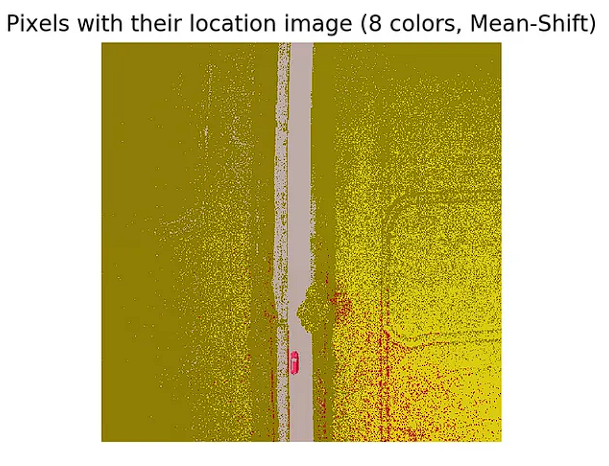 Pixels with their location image (8 colors, Mean-Shift)